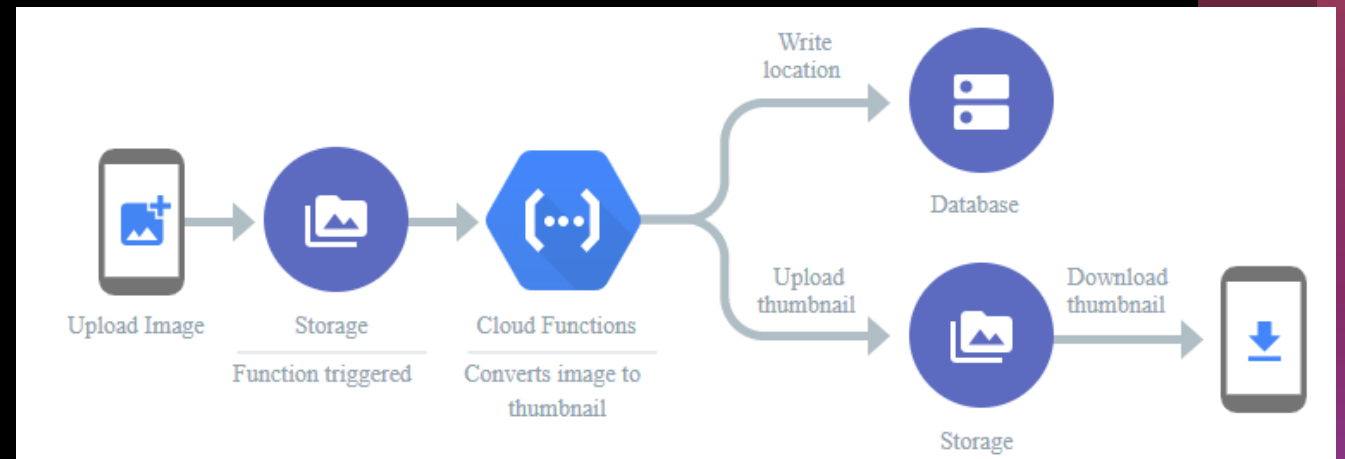 Write
location
Database
Upload Image
Storage
Function triggered
Cloud Functions
Converts image to
thumbnail
Upload
thumbnail
Storage
Download
thumbnail